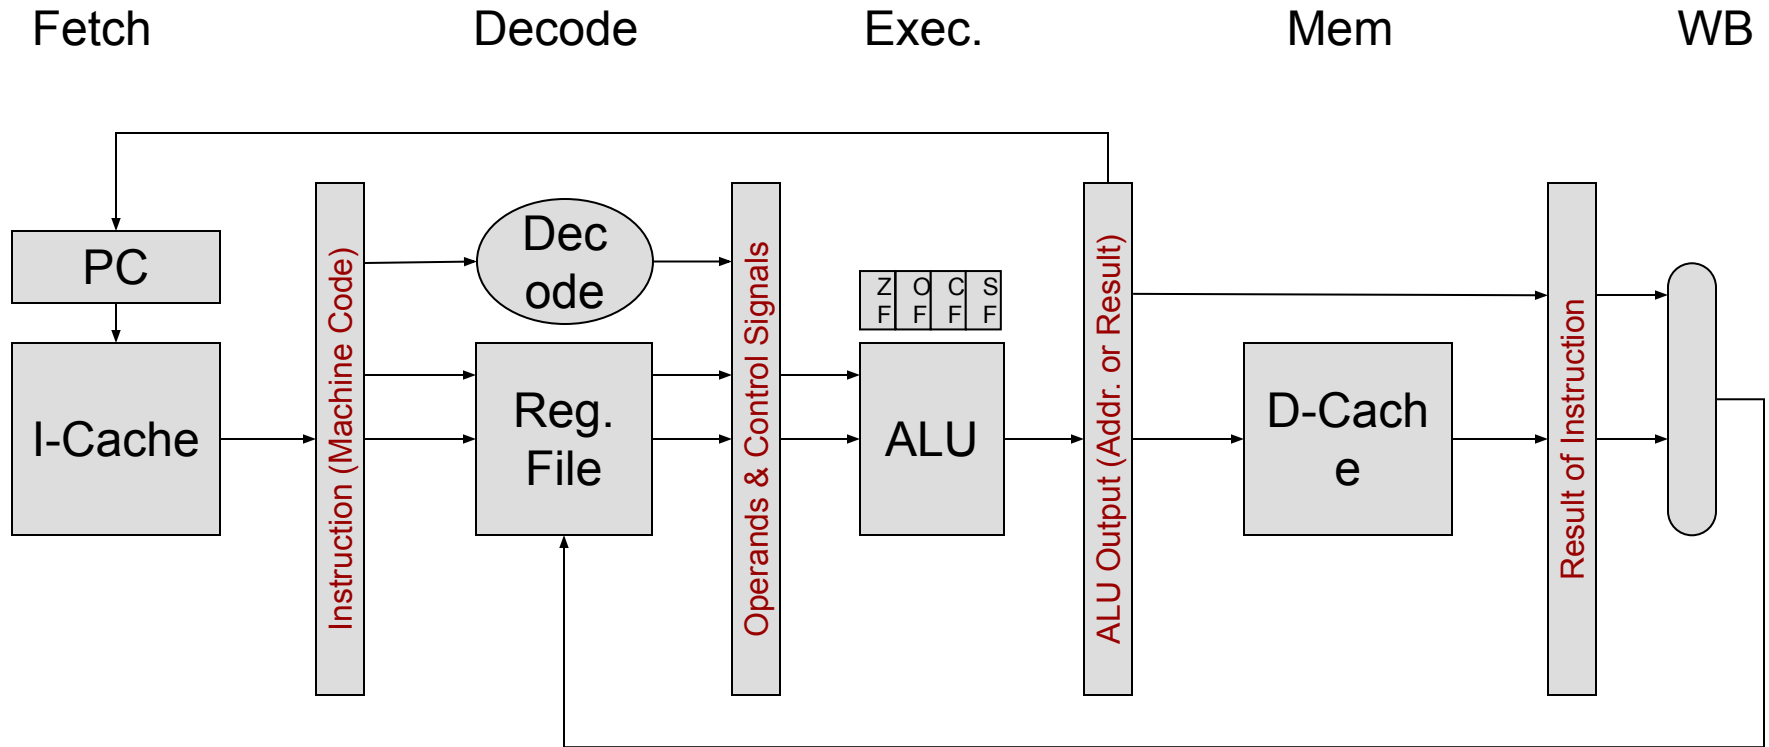 Fetch
Decode
Exec.
Mem
WB
PC
I-Cache
Instruction (Machine Code)
Dec
ode
Reg.
File
Operands & Control Signals
Z
F
O
F
C
F
S
F
ALU
ALU Output (Addr. or Result)
D-Cach
e
Result of Instruction